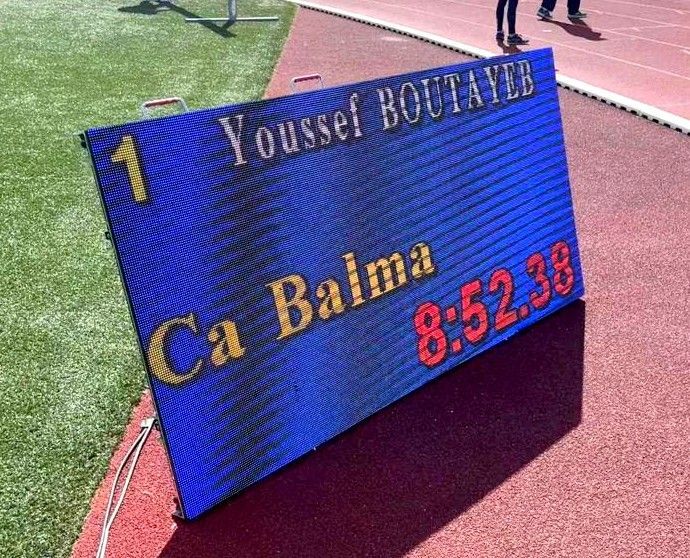 1 Youssef BOUTAYEB
Ca Balma
8:52.38